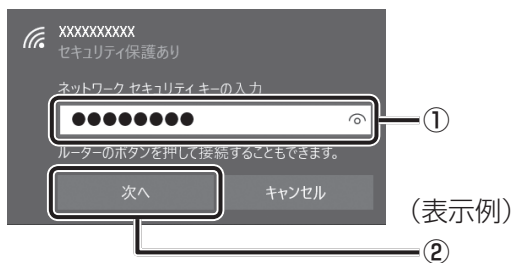 XXXXXXXXXX
セキュリティ保護あり
ネットワーク セキュリティ キーの入力
●●●●●●●●
①
ルーターのボタンを押して接続することもできます。
次へ
キャンセル
(表示例)
②